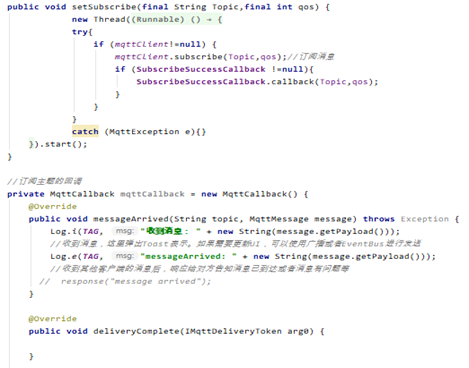 public void setSubscribe(final String Topic,final int qos) {
new Thread((Runnable) () → {
try{
if (mqttClient!=null) {
mqttClient.subscribe(Topic,qos);//订阅消息
if (SubscribeSuccessCallback !=null){
SubscribeSuccessCallback.callback(Topic,qos);
}
}
}
catch (MqttException e){}
}).start();
}
//订阅主题的回调
private MqttCallback mqttCallback = new MqttCallback() {
@Override
public void messageArrived(String topic, MqttMessage message) throws Exception {
Log.i(TAG, msg: "收到消息: " + new String(message.getPayload()));
//收到消息，这里弹出Toast表示。如果需要更新UI，可以使用广播或者EventBus进行发送
Log.e(TAG, msg: "messageArrived: " + new String(message.getPayload()));
//收到其他客户端的消息后，响应给对方告知消息已到达或者消息有问题等
// response("message arrived");
}
@Override
public void deliveryComplete(IMqttDeliveryToken arg0) {
}